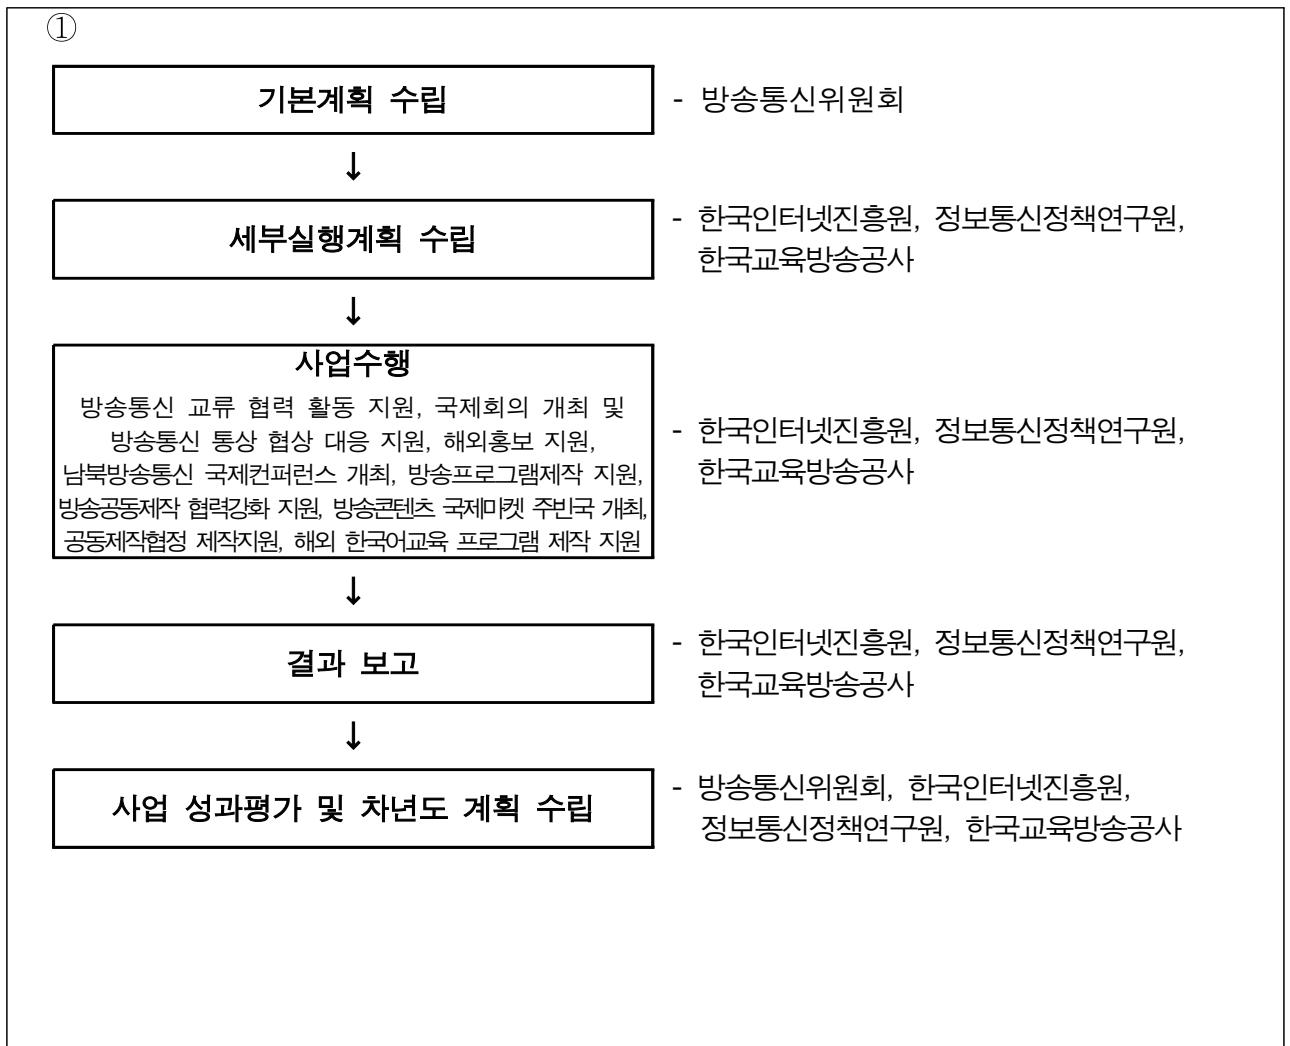 ①
기본계획 수립
- 방송통신위원회
↓
세부실행계획 수립
- 한국인터넷진흥원, 정보통신정책연구원,
한국교육방송공사
↓
사업수행
방송통신 교류 협력 활동 지원, 국제회의 개최 및
방송통신 통상 협상 대응 지원, 해외홍보 지원,
남북방송통신 국제컨퍼런스 개최, 방송프로그램제작 지원,
방송공동제작 협력강화 지원, 방송콘텐츠 국제마켓 주빈국 개최,
공동제작협정 제작지원, 해외 한국어교육 프로그램 제작 지원
- 한국인터넷진흥원, 정보통신정책연구원,
한국교육방송공사
↓
결과 보고
- 한국인터넷진흥원, 정보통신정책연구원,
한국교육방송공사
↓
사업 성과평가 및 차년도 계획 수립
- 방송통신위원회, 한국인터넷진흥원,
정보통신정책연구원, 한국교육방송공사